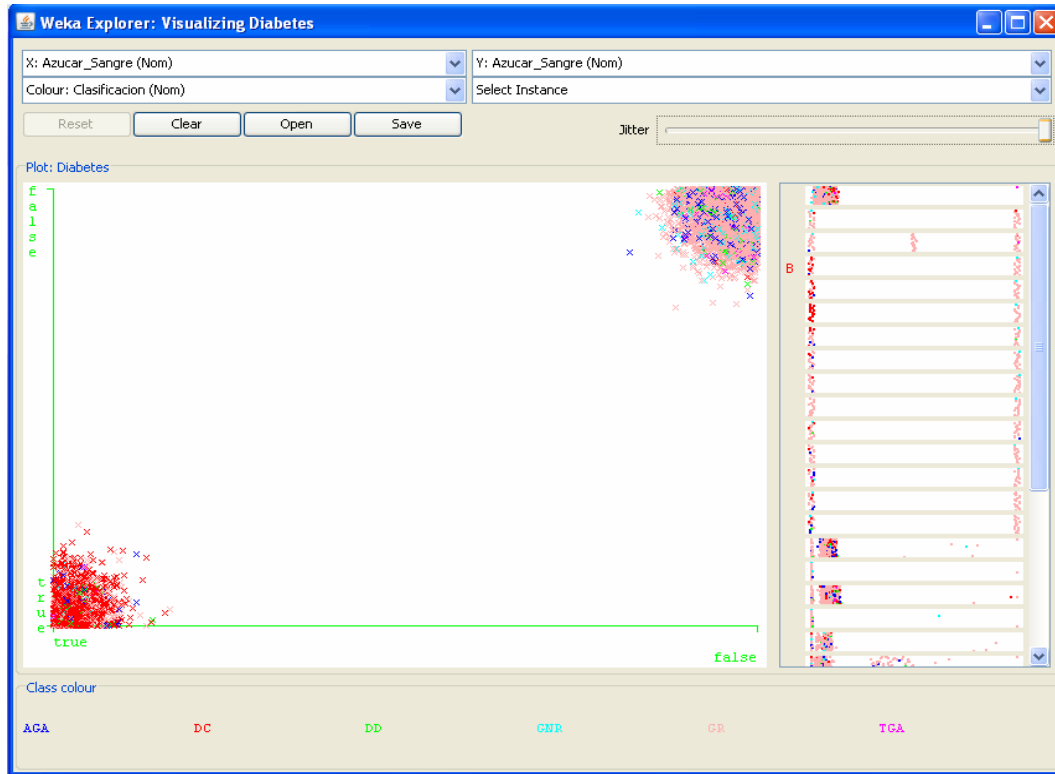 Weka Explorer: Visualizing Diabetes
X: Azucar_Sangre (Nom)
Y: Azucar_Sangre (Nom)
Colour: Clasificacion (Nom)
Select Instance
Reset
Clear
Open
Save
Jitter
Plot: Diabetes
false
B
true
true
false
Class colour
AGA
DC
DD
GNR
GR
TGA